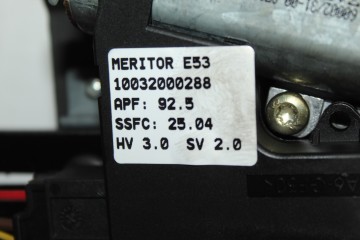 MERITOR E53
10032000288
APF: 92.5
SSFC: 25.04
HV 3.0 SV 2.0